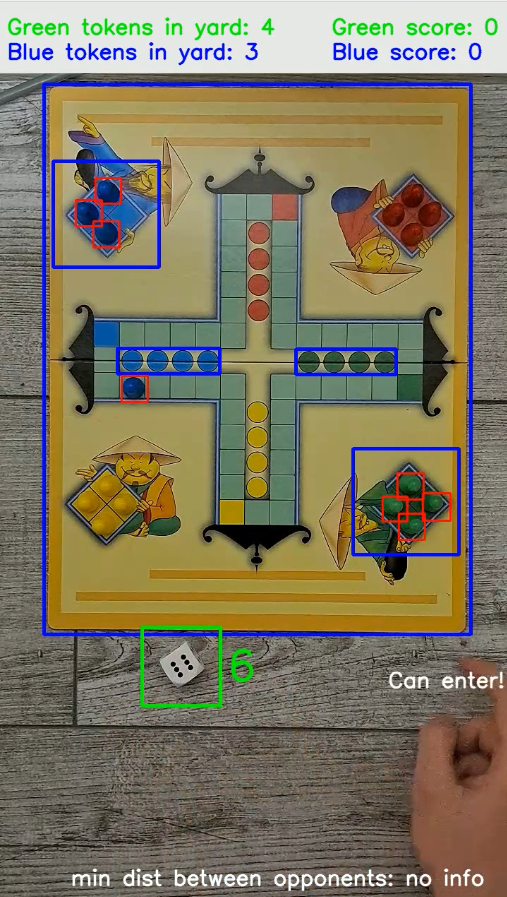 Green tokens in yard: 4 Green score: 0
Blue tokens in yard: 3 Blue score: 0
6
Can enter!
min dist between opponents: no info